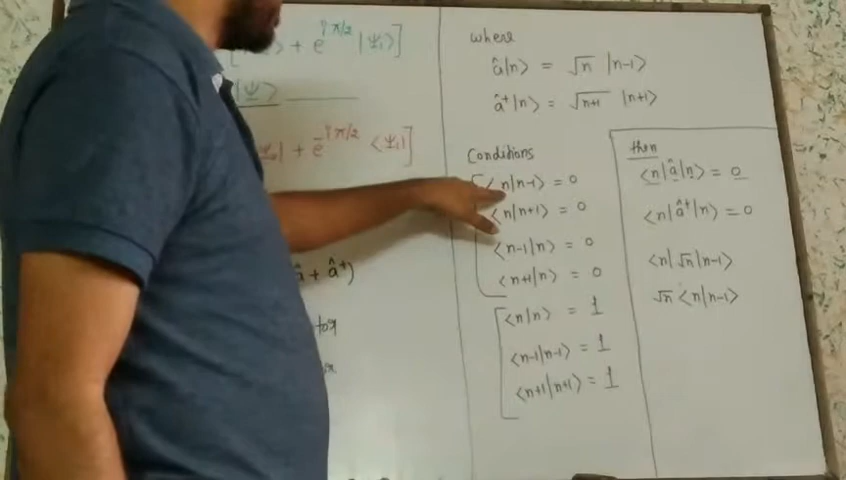 ⟩ + e^{iπ/2} |Ψ₁⟩]
|Ψ⟩
| + e^{-iπ/2} ⟨Ψ₁|]
â + â⁺)
where
â|n⟩ = √n |n-1⟩
â⁺|n⟩ = √n+1 |n+1⟩
Conditions
⟨n|n-1⟩ = 0
⟨n|n+1⟩ = 0
⟨n-1|n⟩ = 0
⟨n+1|n⟩ = 0
⟨n|n⟩ = 1
⟨n-1|n-1⟩ = 1
⟨n+1|n+1⟩ = 1
then
⟨n|â|n⟩ = 0
⟨n|â⁺|n⟩ = 0
⟨n|√n|n-1⟩
√n ⟨n|n-1⟩